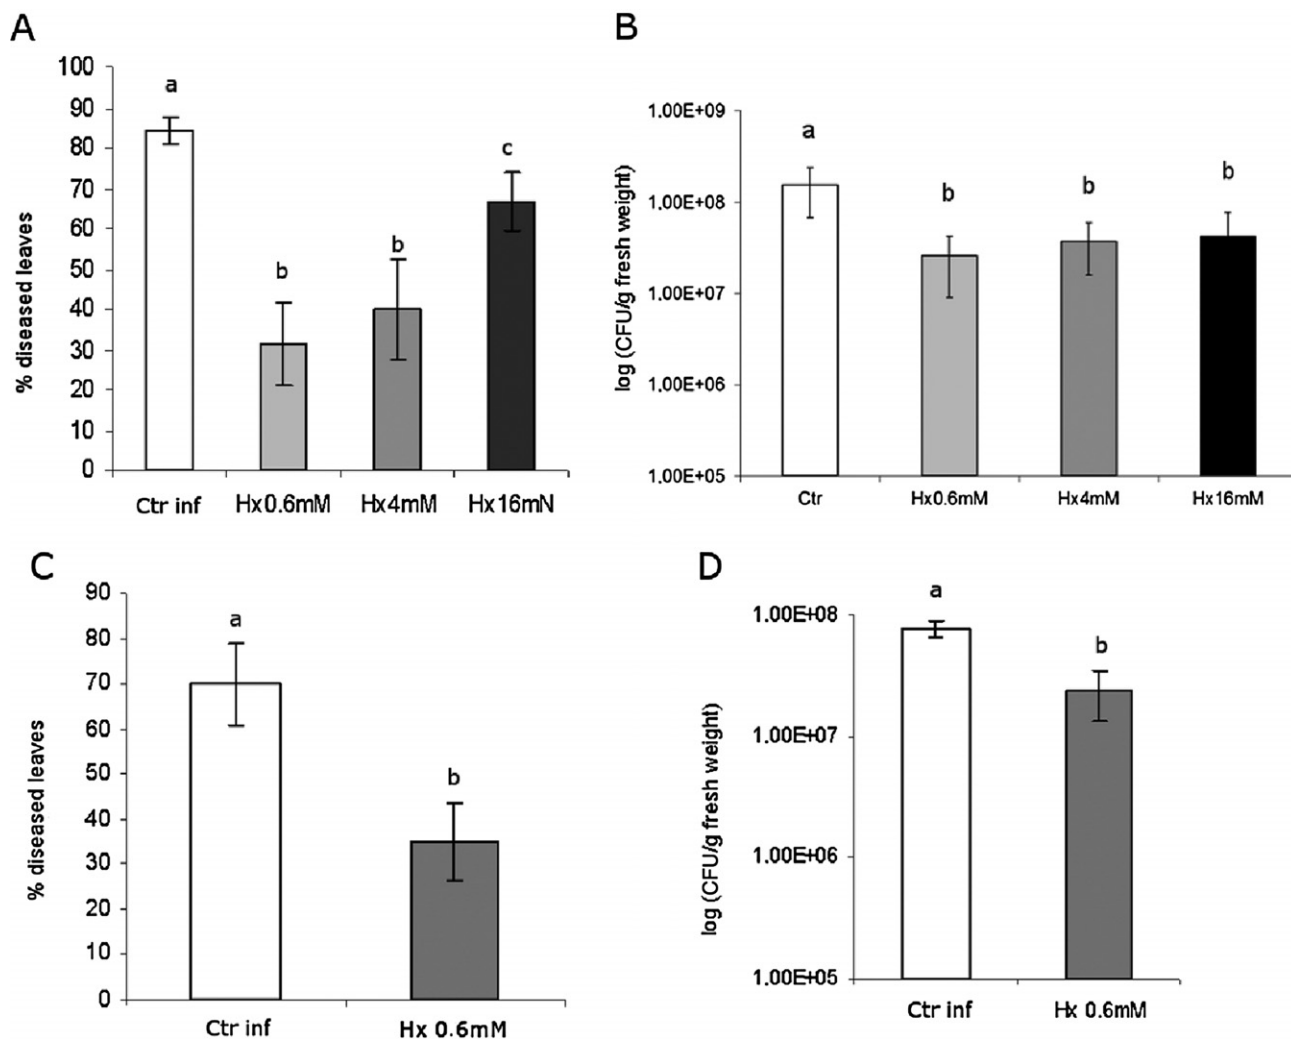 A
100
90
80
70
60
50
40
30
20
10
0
% diseased leaves
a
b
b
c
Ctr inf
Hx0.6mM
Hx4mM
Hx16mN
B
1.00E+09
1.00E+08
1.00E+07
1.00E+06
1.00E+05
log (CFU/g fresh weight)
a
b
b
b
Ctr
Hx0.6mM
Hx4mM
Hx16mM
C
90
80
70
60
50
40
30
20
10
0
% diseased leaves
a
b
Ctr inf
Hx 0.6mM
D
1.00E+08
1.00E+07
1.00E+06
1.00E+05
log (CFU/g fresh weight)
a
b
Ctr inf
Hx 0.6mM